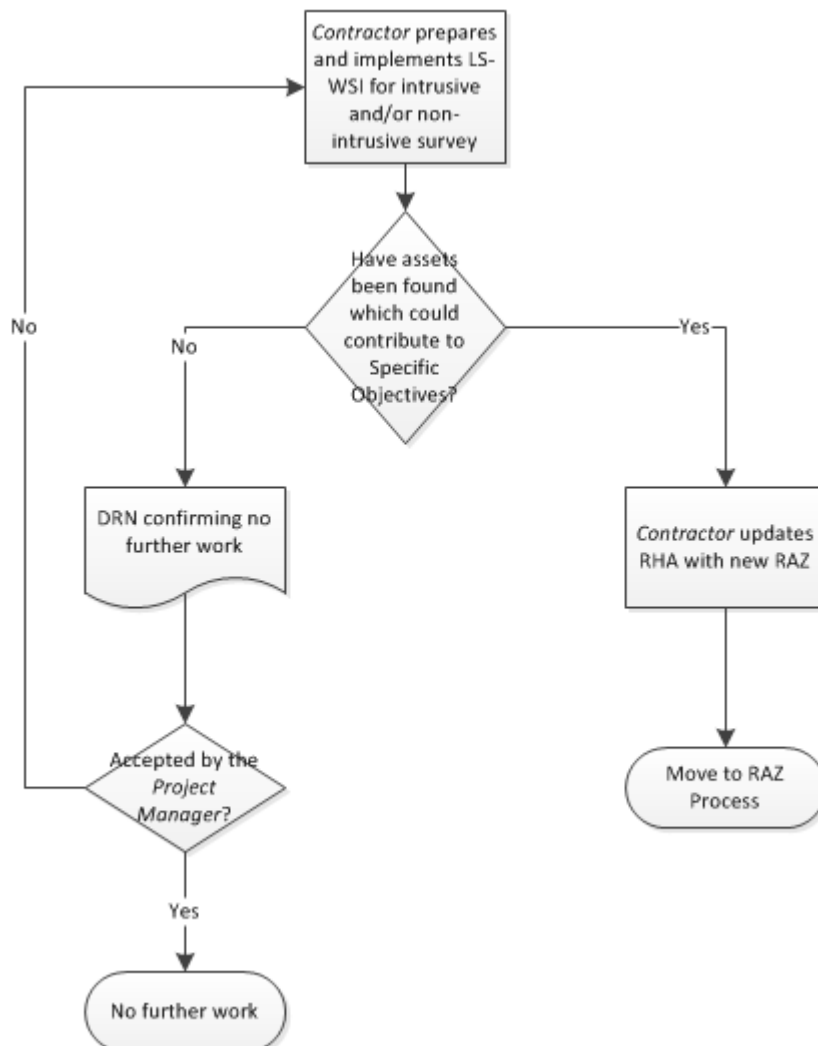 Contractor prepares
and implements LS-
WSI for intrusive
and/or non-
intrusive survey
Have assets
been found
which could
contribute to
Specific
Objectives?
No
No
Yes
DRN confirming no
further work
Contractor updates
RHA with new RAZ
Accepted by the
Project
Manager?
Move to RAZ
Process
Yes
No further work